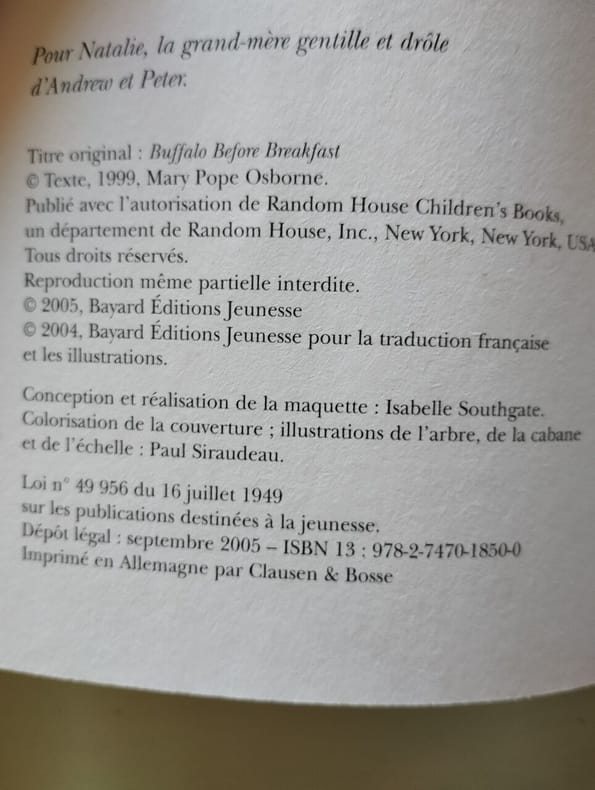 Pour Natalie, la grand-mère gentille et drôle
d'Andrew et Peter.
Titre original : Buffalo Before Breakfast
© Texte, 1999, Mary Pope Osborne.
Publié avec l'autorisation de Random House Children's Books,
un département de Random House, Inc., New York, New York, USA
Tous droits réservés.
Reproduction même partielle interdite.
© 2005, Bayard Éditions Jeunesse
© 2004, Bayard Éditions Jeunesse pour la traduction française
et les illustrations.
Conception et réalisation de la maquette : Isabelle Southgate.
Colorisation de la couverture ; illustrations de l'arbre, de la cabane
et de l'échelle : Paul Siraudeau.
Loi n° 49 956 du 16 juillet 1949
sur les publications destinées à la jeunesse.
Dépôt légal : septembre 2005 – ISBN 13 : 978-2-7470-1850-0
Imprimé en Allemagne par Clausen & Bosse